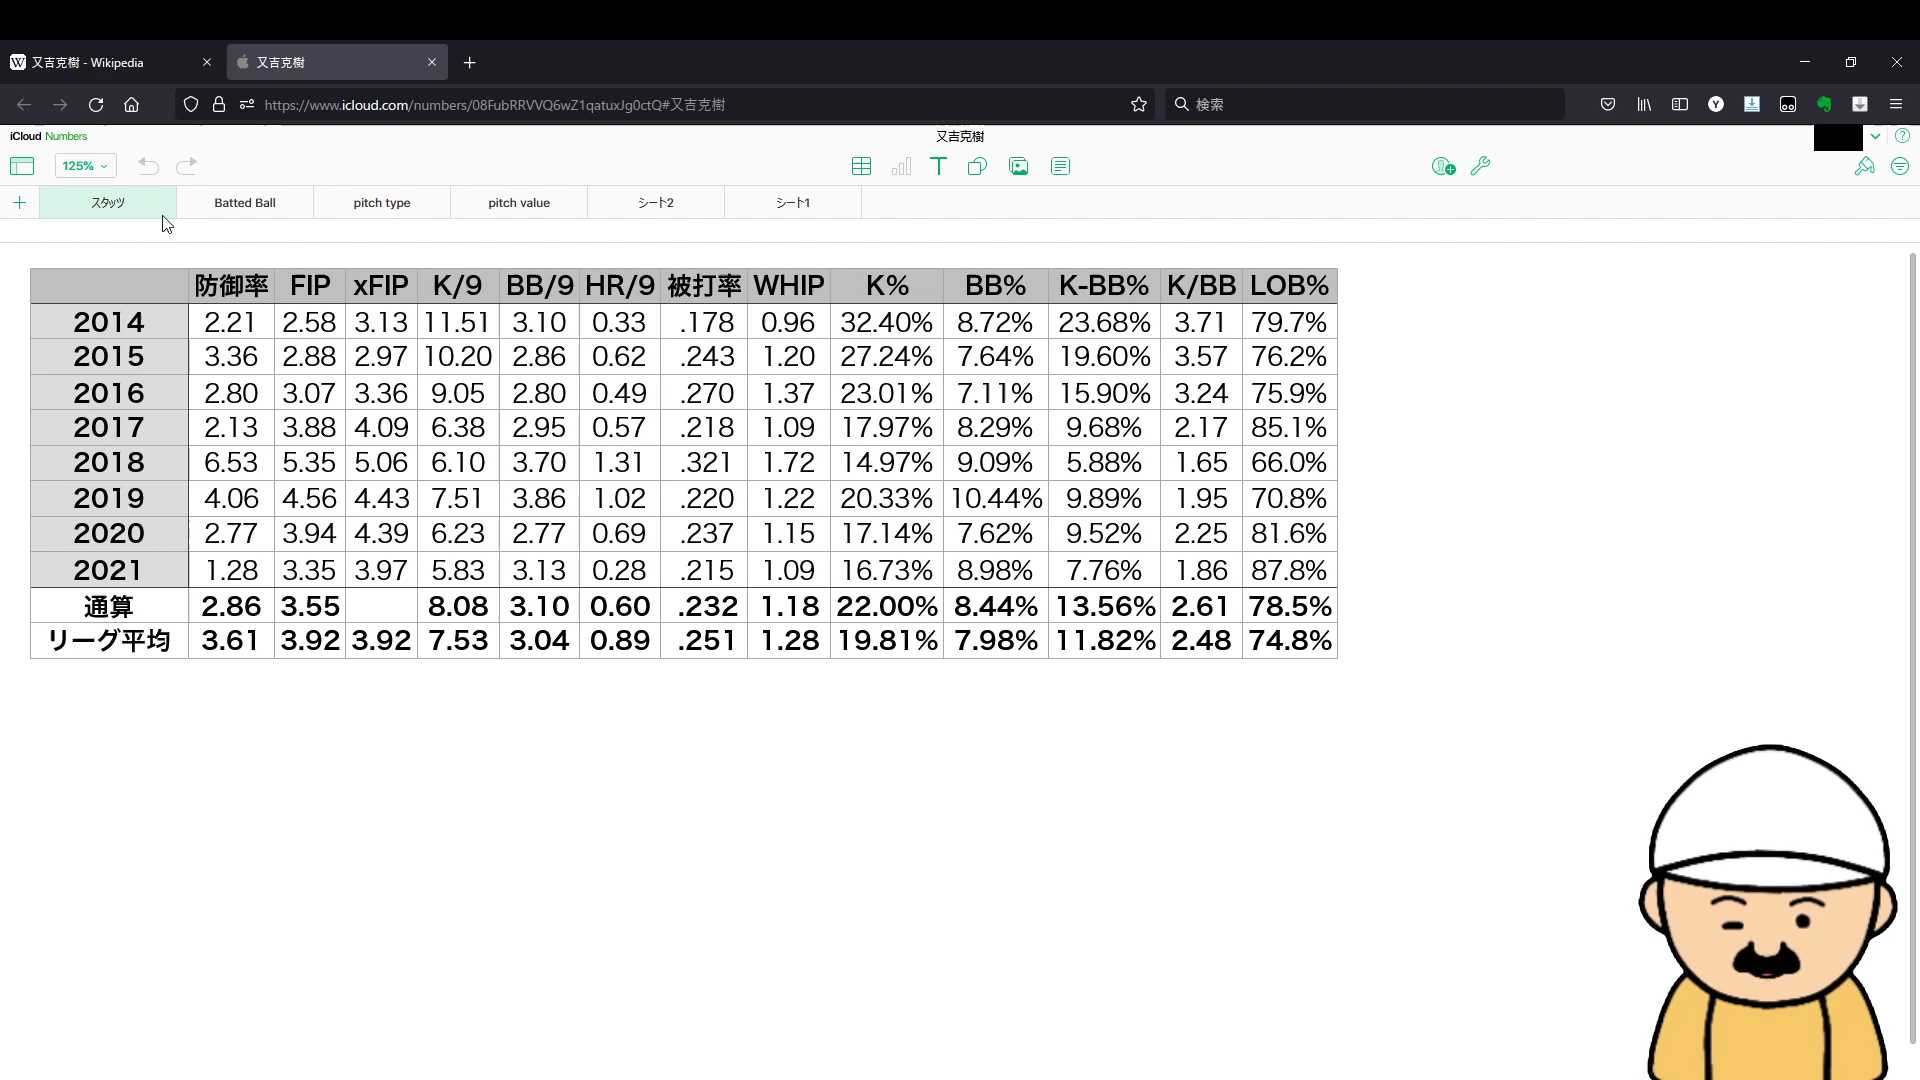 又吉克樹 - Wikipedia
又吉克樹
https://www.icloud.com/numbers/08FubRRVVQ6wZ1qatuxJg0ctQ#又吉克樹
検索
iCloud Numbers
又吉克樹
125%
スタッツ Batted Ball pitch type pitch value シート2 シート1
防御率 FIP xFIP K/9 BB/9 HR/9 被打率 WHIP K% BB% K-BB% K/BB LOB%
2014 2.21 2.58 3.13 11.51 3.10 0.33 .178 0.96 32.40% 8.72% 23.68% 3.71 79.7%
2015 3.36 2.88 2.97 10.20 2.86 0.62 .243 1.20 27.24% 7.64% 19.60% 3.57 76.2%
2016 2.80 3.07 3.36 9.05 2.80 0.49 .270 1.37 23.01% 7.11% 15.90% 3.24 75.9%
2017 2.13 3.88 4.09 6.38 2.95 0.57 .218 1.09 17.97% 8.29% 9.68% 2.17 85.1%
2018 6.53 5.35 5.06 6.10 3.70 1.31 .321 1.72 14.97% 9.09% 5.88% 1.65 66.0%
2019 4.06 4.56 4.43 7.51 3.86 1.02 .220 1.22 20.33% 10.44% 9.89% 1.95 70.8%
2020 2.77 3.94 4.39 6.23 2.77 0.69 .237 1.15 17.14% 7.62% 9.52% 2.25 81.6%
2021 1.28 3.35 3.97 5.83 3.13 0.28 .215 1.09 16.73% 8.98% 7.76% 1.86 87.8%
通算 2.86 3.55 8.08 3.10 0.60 .232 1.18 22.00% 8.44% 13.56% 2.61 78.5%
リーグ平均 3.61 3.92 3.92 7.53 3.04 0.89 .251 1.28 19.81% 7.98% 11.82% 2.48 74.8%